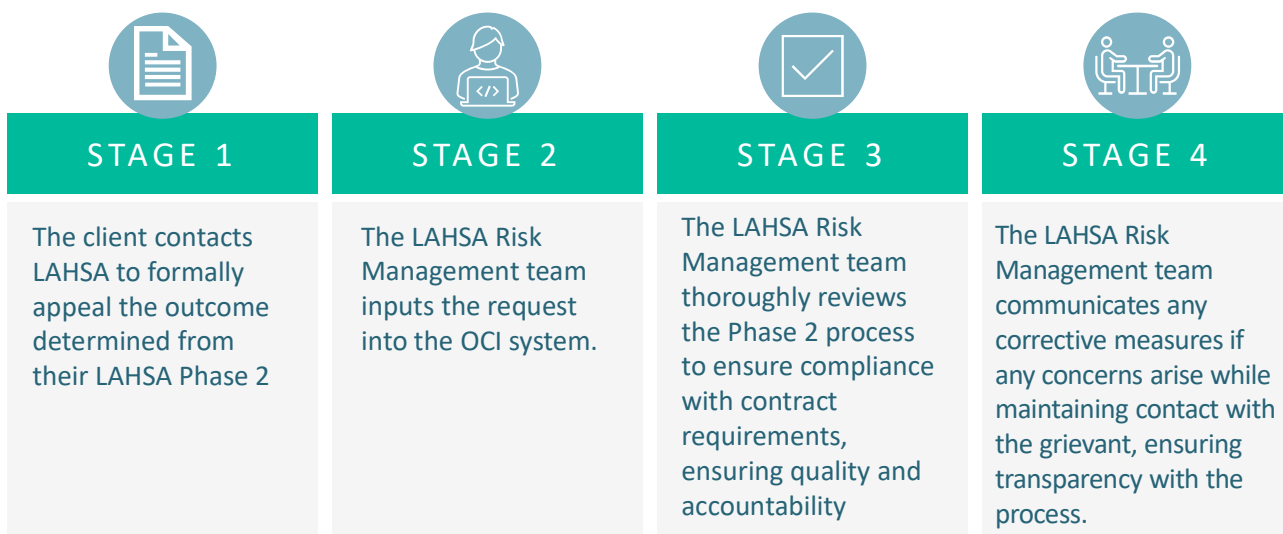 STAGE 1
The client contacts
LAHSA to formally
appeal the outcome
determined from
their LAHSA Phase 2
STAGE 2
The LAHSA Risk
Management team
inputs the request
into the OCI system.
STAGE 3
The LAHSA Risk
Management team
thoroughly reviews
the Phase 2 process
to ensure compliance
with contract
requirements,
ensuring quality and
accountability
STAGE 4
The LAHSA Risk
Management team
communicates any
corrective measures if
any concerns arise while
maintaining contact with
the grievant, ensuring
transparency with the
process.